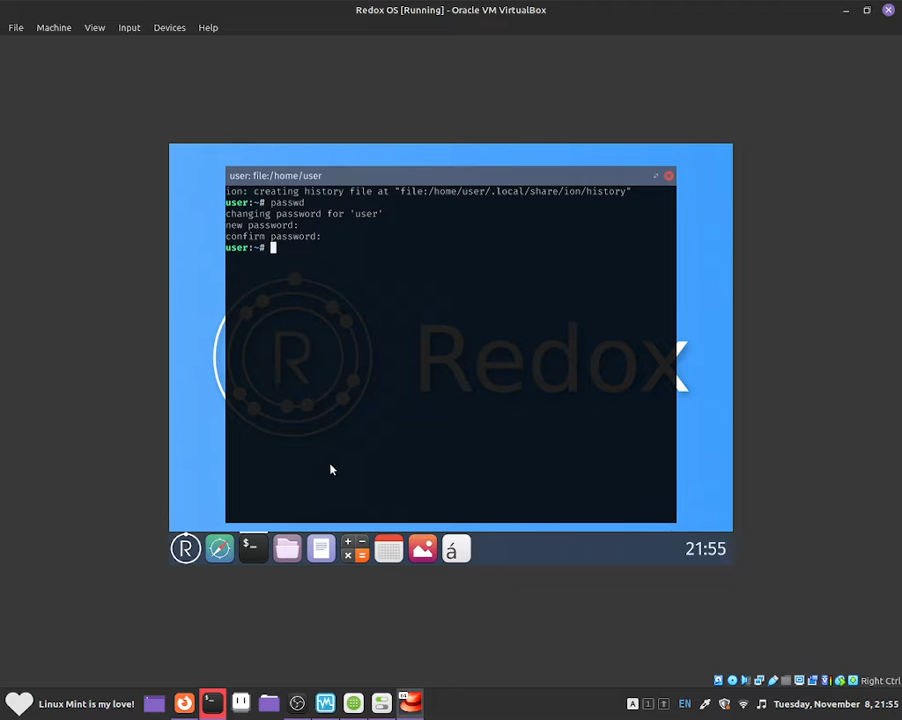 Redox OS [Running] - Oracle VM VirtualBox
File Machine View Input Devices Help
user: file:/home/user
ion: creating history file at "file:/home/user/.local/share/ion/history"
user:~# passwd
changing password for 'user'
new password:
confirm password:
user:~#
R Redox
R $- á 21:55
Right Ctrl
Linux Mint is my love! $- A 1 EN Tuesday, November 8, 21:55